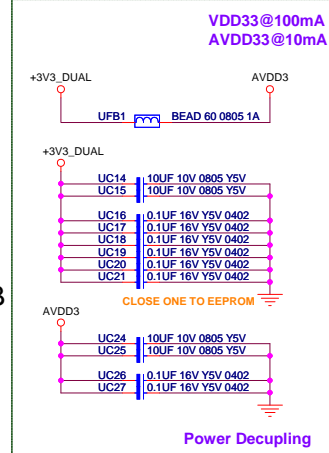 VDD33@100mA
AVDD33@10mA
+3V3_DUAL AVDD3
UFB1 BEAD 60 0805 1A
+3V3_DUAL
UC14 10UF 10V 0805 Y5V
UC15 10UF 10V 0805 Y5V
UC16 0.1UF 16V Y5V 0402
UC17 0.1UF 16V Y5V 0402
UC18 0.1UF 16V Y5V 0402
UC19 0.1UF 16V Y5V 0402
UC20 0.1UF 16V Y5V 0402
UC21 0.1UF 16V Y5V 0402
CLOSE ONE TO EEPROM
AVDD3
UC24 10UF 10V 0805 Y5V
UC25 10UF 10V 0805 Y5V
UC26 0.1UF 16V Y5V 0402
UC27 0.1UF 16V Y5V 0402
Power Decupling